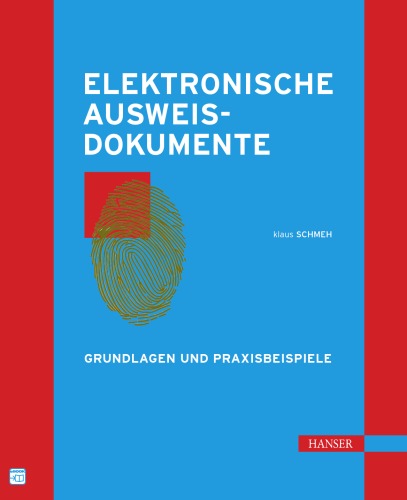 ELEKTRONISCHE
AUSWEIS-
DOKUMENTE
klaus SCHMEH
GRUNDLAGEN UND PRAXISBEISPIELE
HANSER